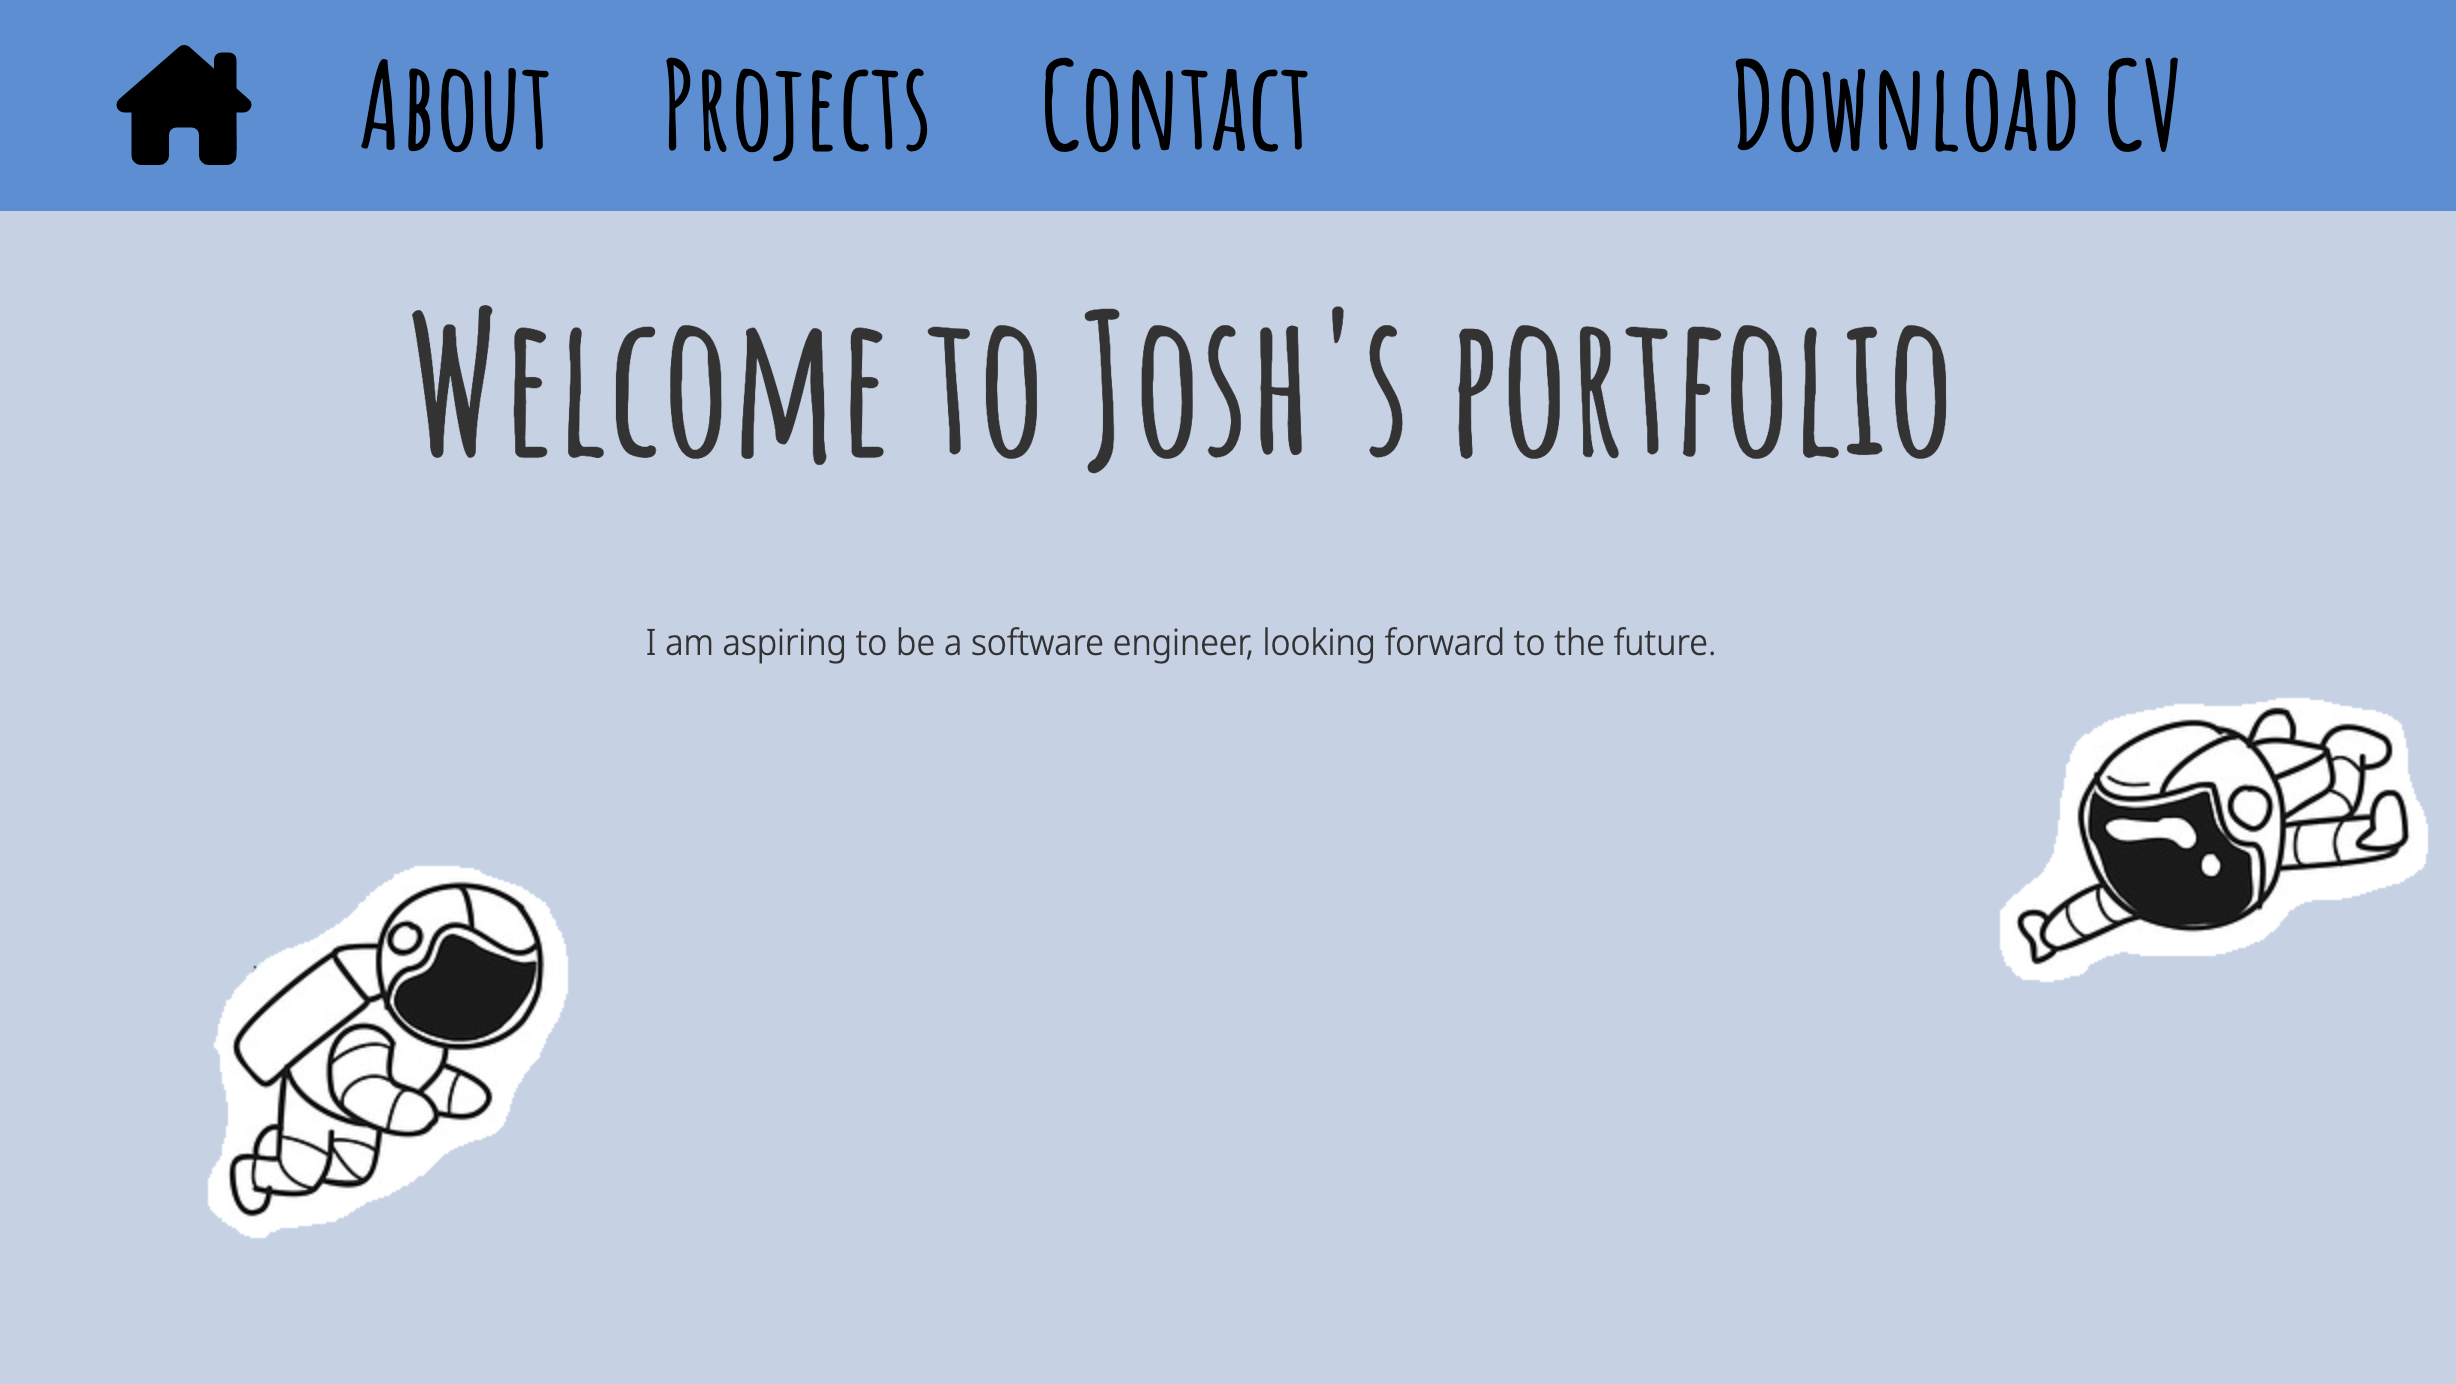 About Projects Contact Download CV
Welcome to Josh's portfolio
I am aspiring to be a software engineer, looking forward to the future.